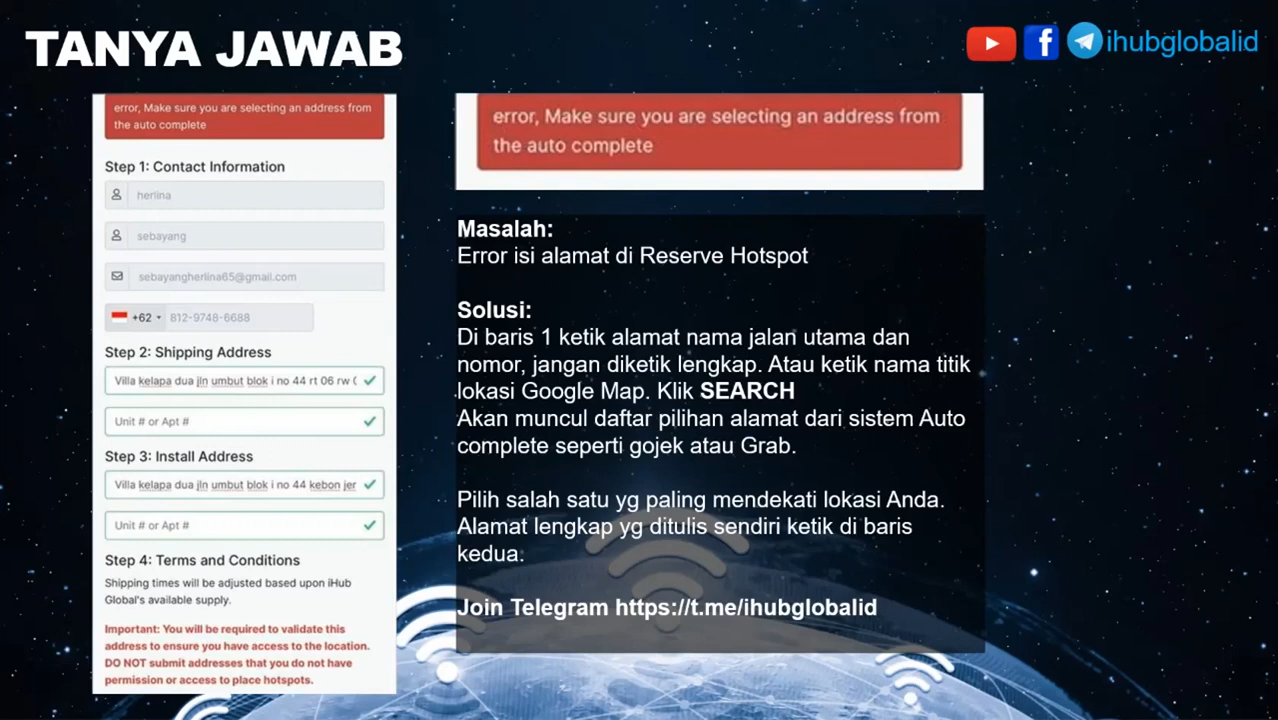 TANYA JAWAB
ihubglobalid
error, Make sure you are selecting an address from
the auto complete
Step 1: Contact Information
herlina
sebayang
sebayangherlina65@gmail.com
+62 812-9748-6688
Step 2: Shipping Address
Villa kelapa dua jln umbut blok i no 44 rt 06 rw
Unit # or Apt #
Step 3: Install Address
Villa kelapa dua jln umbut blok i no 44 kebon jer
Unit # or Apt #
Step 4: Terms and Conditions
Shipping times will be adjusted based upon iHub
Global's available supply.
Important: You will be required to validate this
address to ensure you have access to the location.
DO NOT submit addresses that you do not have
permission or access to place hotspots.
error, Make sure you are selecting an address from
the auto complete
Masalah:
Error isi alamat di Reserve Hotspot
Solusi:
Di baris 1 ketik alamat nama jalan utama dan
nomor, jangan diketik lengkap. Atau ketik nama titik
lokasi Google Map. Klik SEARCH
Akan muncul daftar pilihan alamat dari sistem Auto
complete seperti gojek atau Grab.
Pilih salah satu yg paling mendekati lokasi Anda.
Alamat lengkap yg ditulis sendiri ketik di baris
kedua.
Join Telegram https://t.me/ihubglobalid